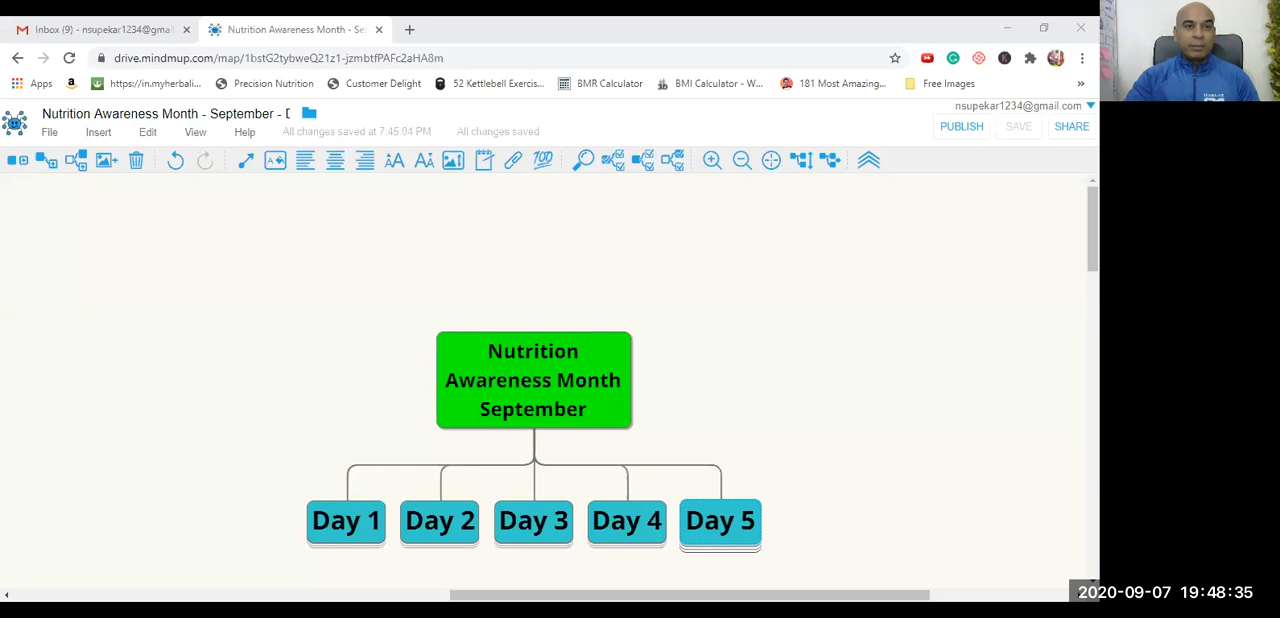 Inbox (9) - nsupekar1234@gmai
Nutrition Awareness Month - Se
drive.mindmup.com/map/1bstG2tybweQ21z1-jzmbtfPAFc2aHA8m
Apps
https://in.myherbali...
Precision Nutrition
Customer Delight
52 Kettlebell Exercis...
BMR Calculator
BMI Calculator - W...
181 Most Amazing...
Free Images
Nutrition Awareness Month - September - D
nsupekar1234@gmail.com
File
Insert
Edit
View
Help
All changes saved at 7:45:04 PM
All changes saved
PUBLISH
SAVE
SHARE
Nutrition
Awareness Month
September
Day 1
Day 2
Day 3
Day 4
Day 5
2020-09-07 19:48:35